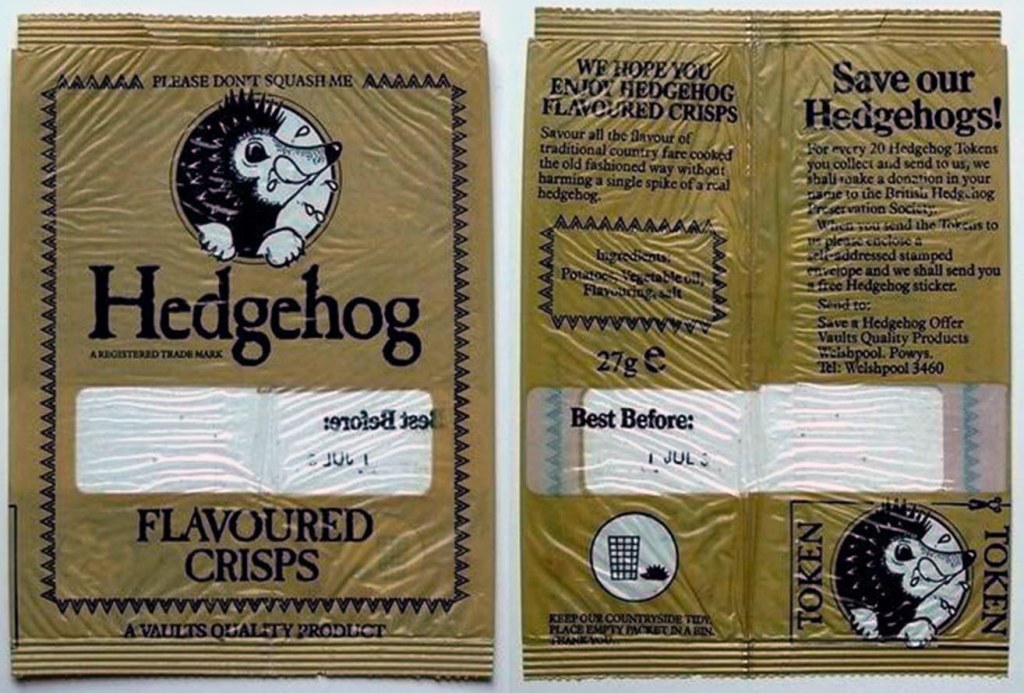 PLEASE DON'T SQUASH ME
Hedgehog
A REGISTERED TRADE MARK
Best Before:
JUL 1
FLAVOURED
CRISPS
A VAULTS QUALITY PRODUCT
WE HOPE YOU
ENJOY HEDGEHOG
FLAVOURED CRISPS
Savour all the flavour of
traditional country fare cooked
the old fashioned way without
harming a single spike of a real
hedgehog.
Ingredients:
Potatoes, Vegetable oil,
Flavouring, salt
27g e
Best Before:
1 JUL
KEEP OUR COUNTRYSIDE TIDY.
PLACE EMPTY PACKET IN A BIN.
THANK YOU.
Save our
Hedgehogs!
For every 20 Hedgehog Tokens
you collect and send to us, we
shall make a donation in your
name to the British Hedgehog
Preservation Society.
When you send the Tokens to
us please enclose a
self-addressed stamped
envelope and we shall send you
a free Hedgehog sticker.
Send to:
Save a Hedgehog Offer
Vaults Quality Products
Welshpool. Powys.
Tel: Welshpool 3460
TOKEN
TOKEN